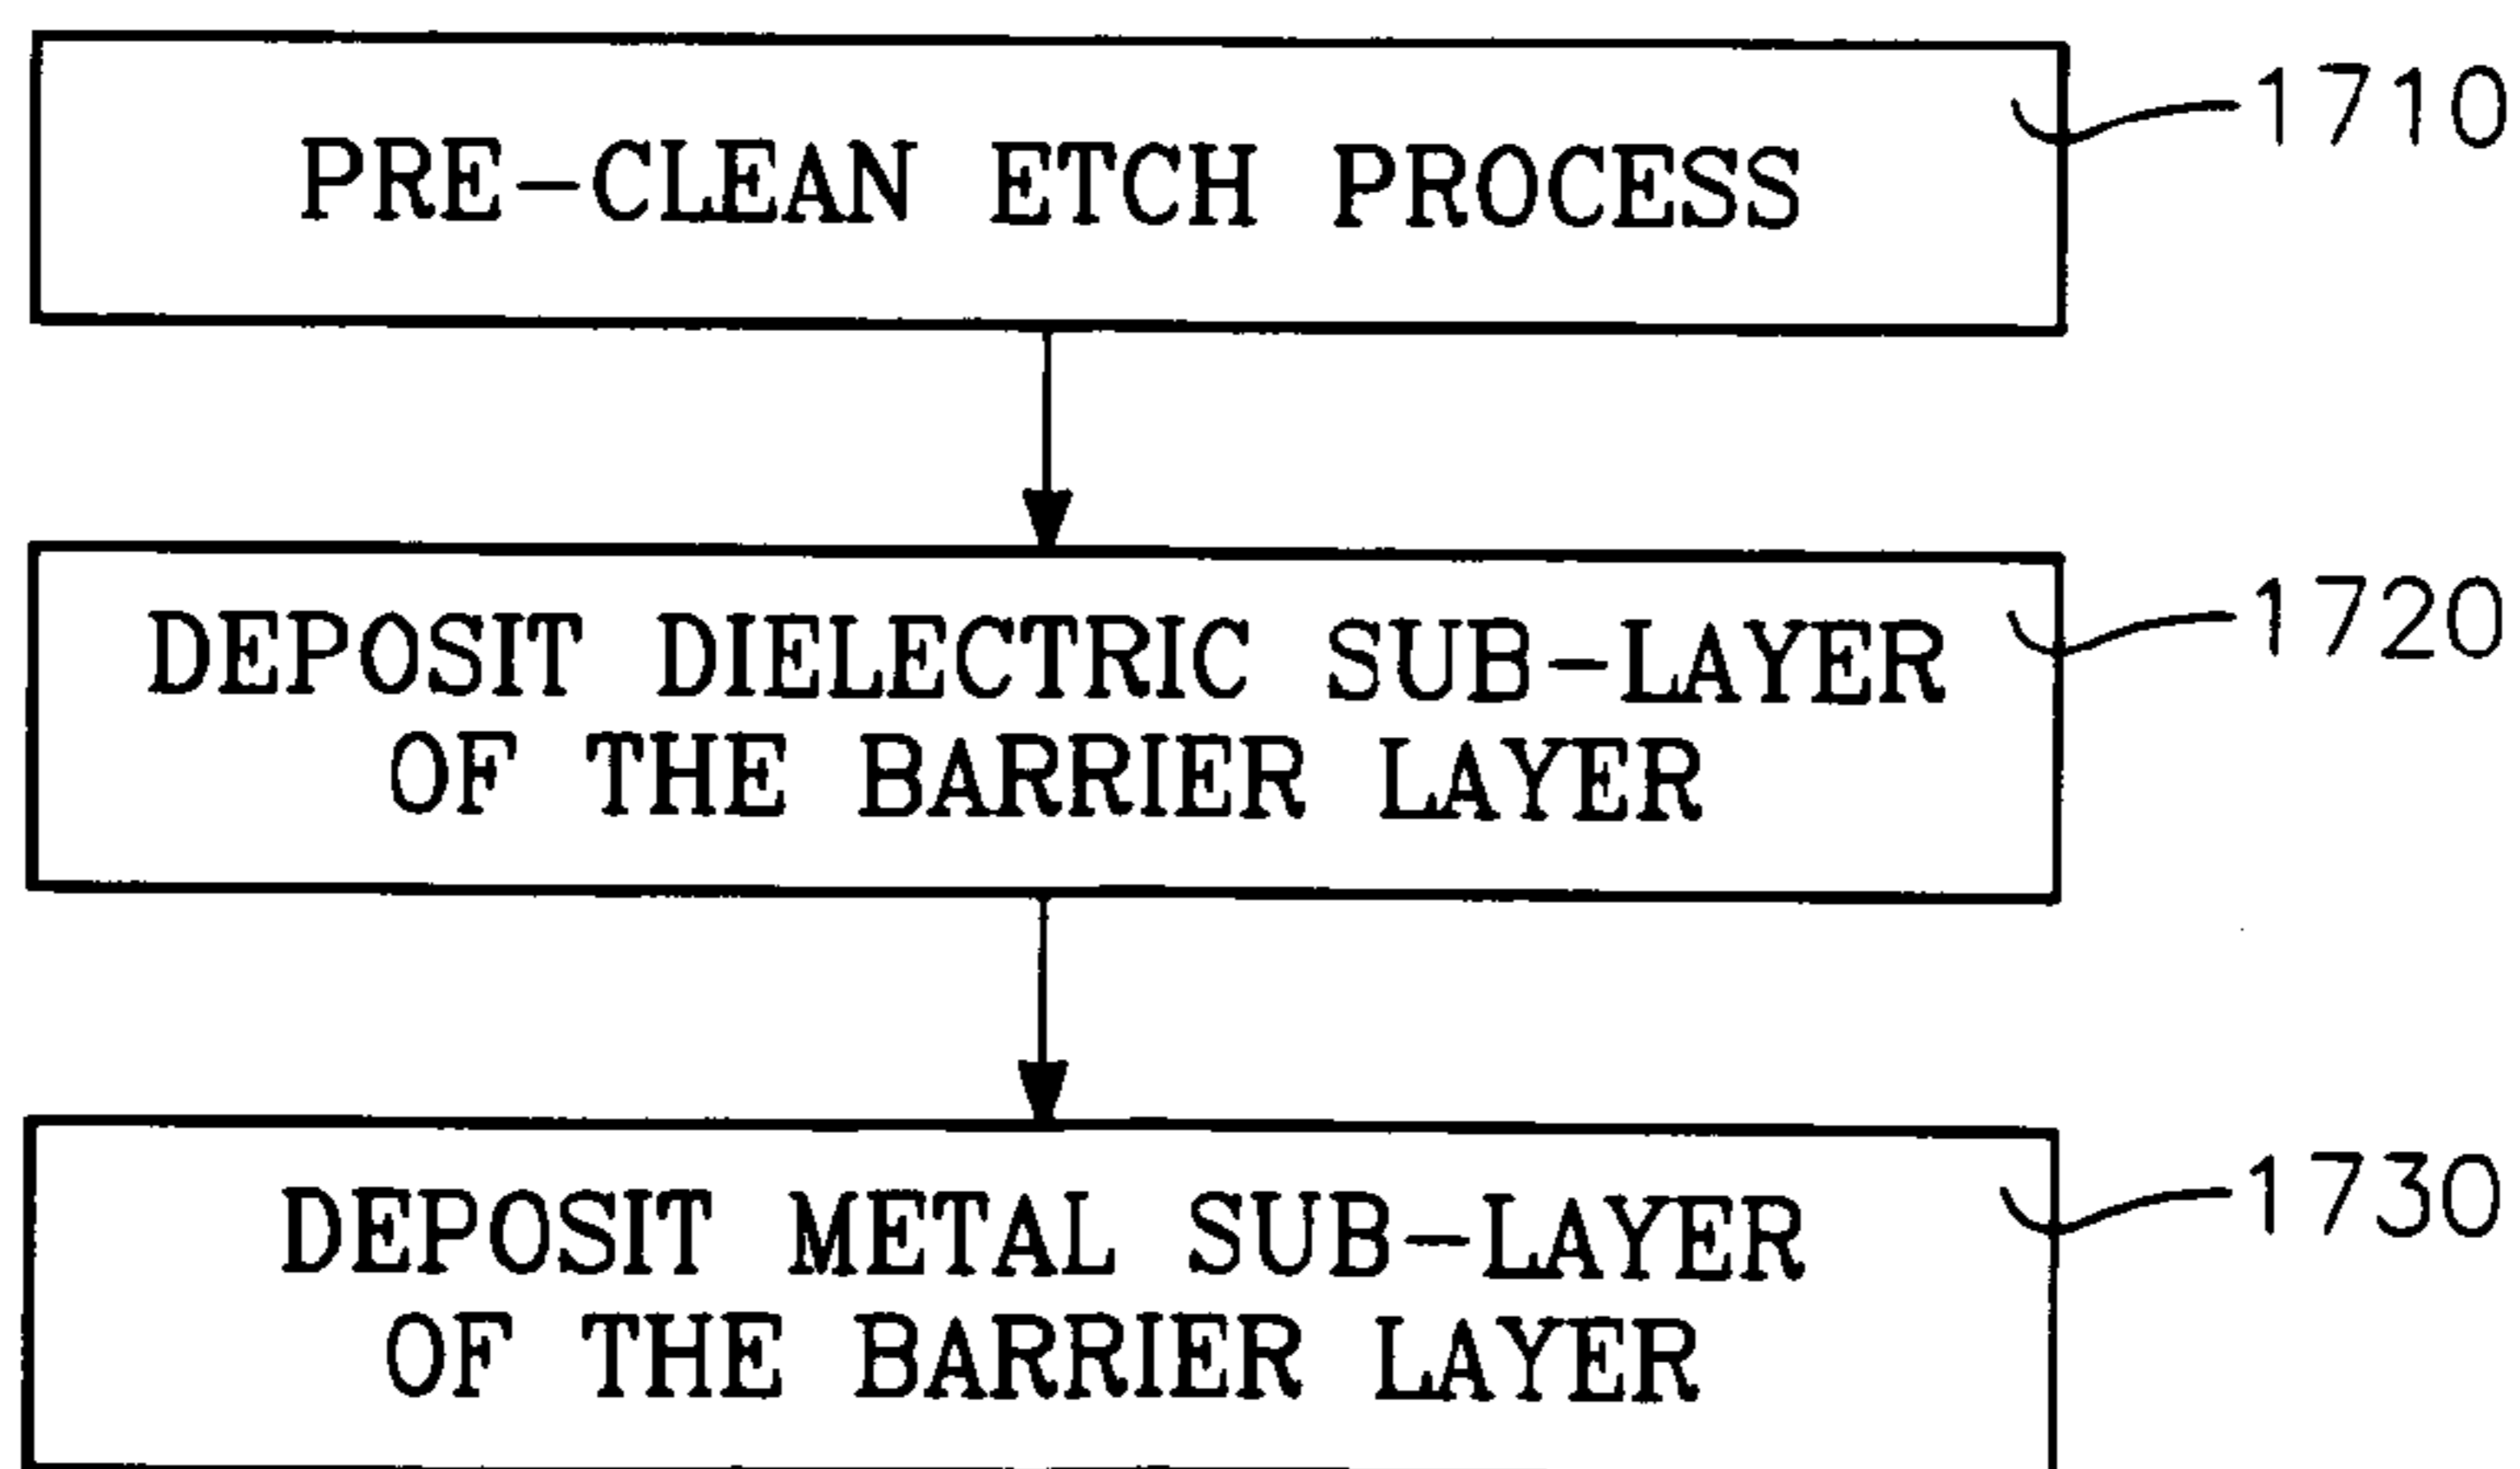 PRE-CLEAN ETCH PROCESS
1710
DEPOSIT DIELECTRIC SUB-LAYER
OF THE BARRIER LAYER
1720
DEPOSIT METAL SUB-LAYER
OF THE BARRIER LAYER
1730